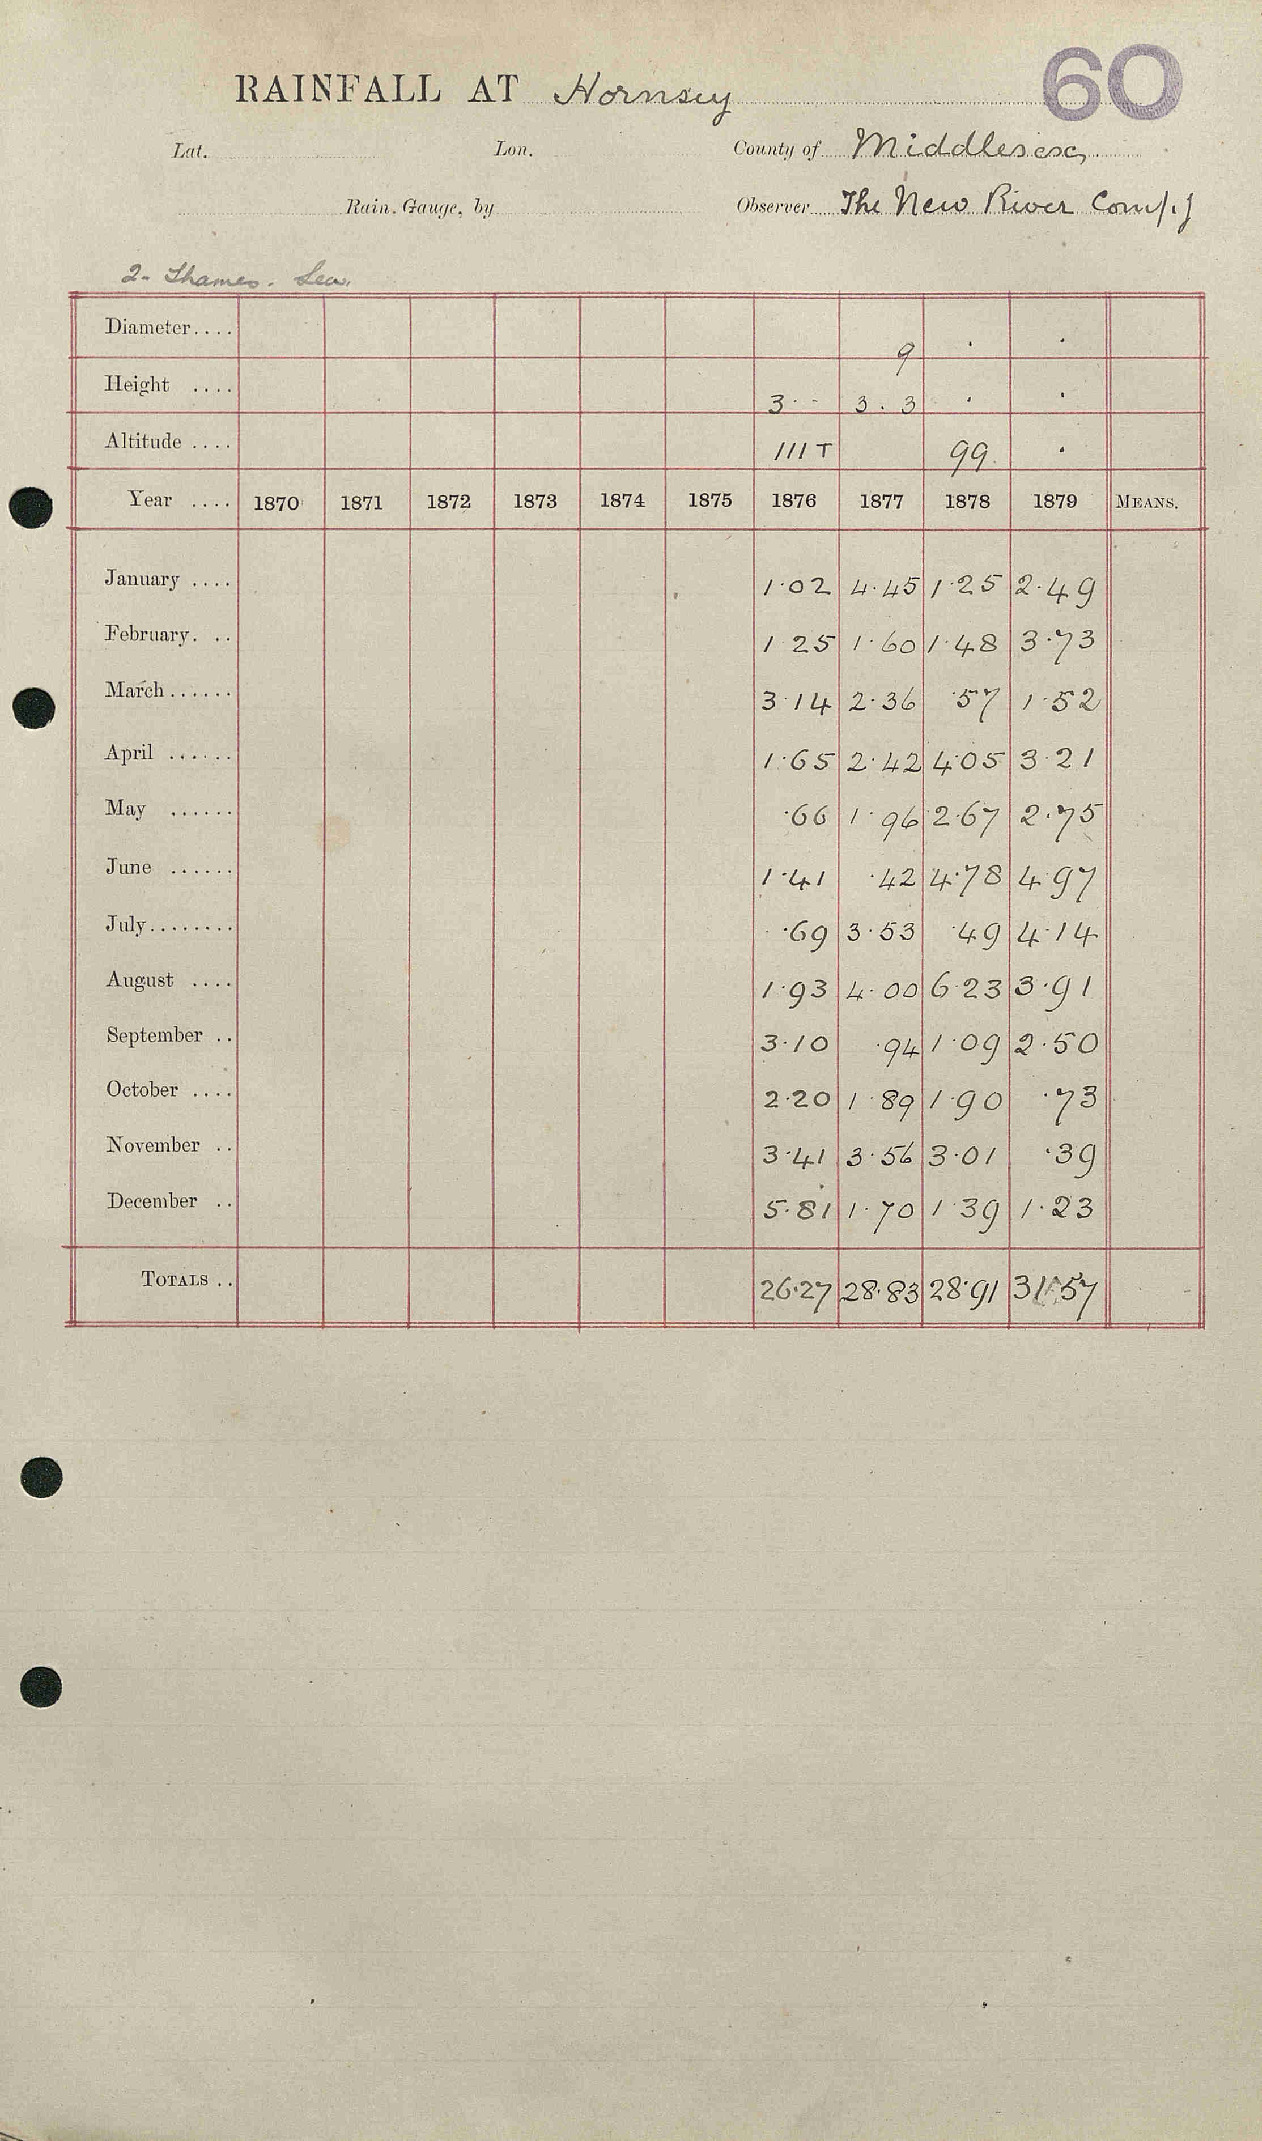 RAINFALL AT Hornsey 60
Lat. Lon. County of Middlesex
Rain Gauge, by Observer The New River Comp.y
2- Thames. Lea.
Diameter.... 9 · ·
Height .... 3 · - 3 . 3 · ·
Altitude .... 111 T 99 ·
Year .... 1870 1871 1872 1873 1874 1875 1876 1877 1878 1879 MEANS.
January .... 1·02 4·45 1·25 2·49
February. .. 1 25 1·60 1·48 3·73
March...... 3·14 2·36 ·57 1·52
April ...... 1·65 2·42 4·05 3·21
May ...... ·66 1·96 2·67 2·75
June ...... 1·41 ·42 4·78 4·97
July........ ·69 3·53 ·49 4·14
August .... 1·93 4·00 6·23 3·91
September .. 3·10 ·94 1·09 2·50
October .... 2·20 1·89 1·90 ·73
November .. 3·41 3·56 3·01 ·39
December .. 5·81 1·70 1·39 1·23
TOTALS .. 26·27 28·83 28·91 31·57